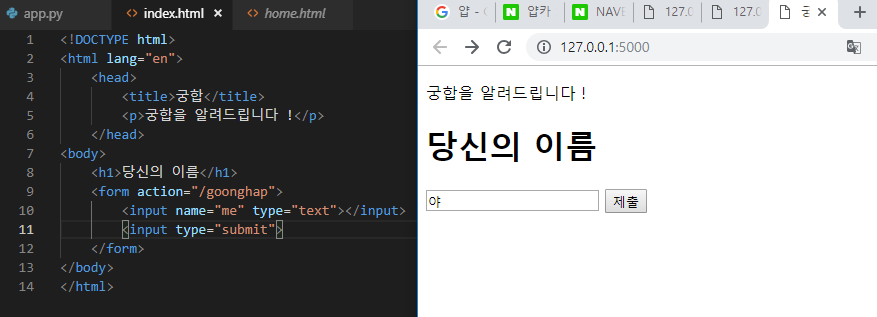 app.py index.html × home.html
1 <!DOCTYPE html>
2 <html lang="en">
3 <head>
4 <title>궁합</title>
5 <p>궁합을 알려드립니다 !</p>
6 </head>
7 <body>
8 <h1>당신의 이름</h1>
9 <form action="/goonghap">
10 <input name="me" type="text"></input>
11 <input type="submit">
12 </form>
13 </body>
14 </html>
G 얍 - N 얍카 N NAVE 127.0 127.0 궁 × +
127.0.0.1:5000
궁합을 알려드립니다 !
당신의 이름
야 제출